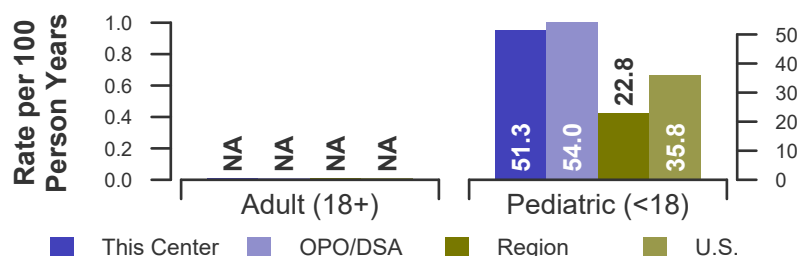 Rate per 100
Person Years
1.0
0.8
0.6
0.4
0.2
0.0
NA NA NA NA
51.3 54.0 22.8 35.8
50
40
30
20
10
0
Adult (18+) Pediatric (<18)
This Center OPO/DSA Region U.S.